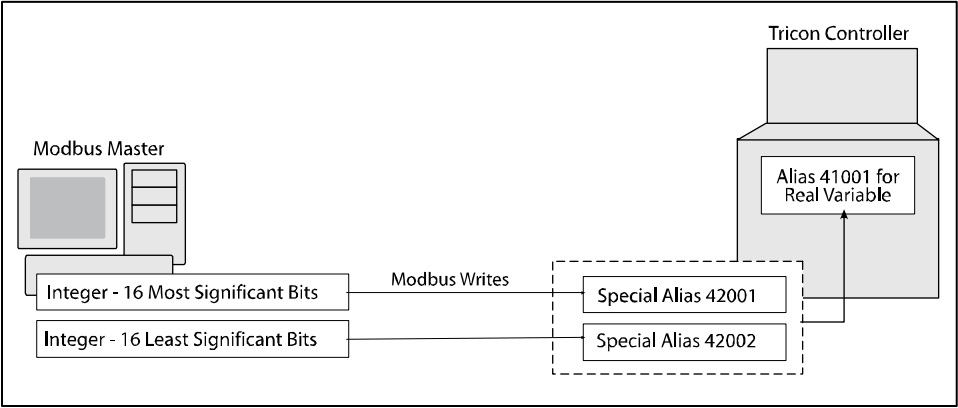 Tricon Controller
Modbus Master
Alias 41001 for
Real Variable
Integer - 16 Most Significant Bits
Modbus Writes
Special Alias 42001
Integer - 16 Least Significant Bits
Special Alias 42002